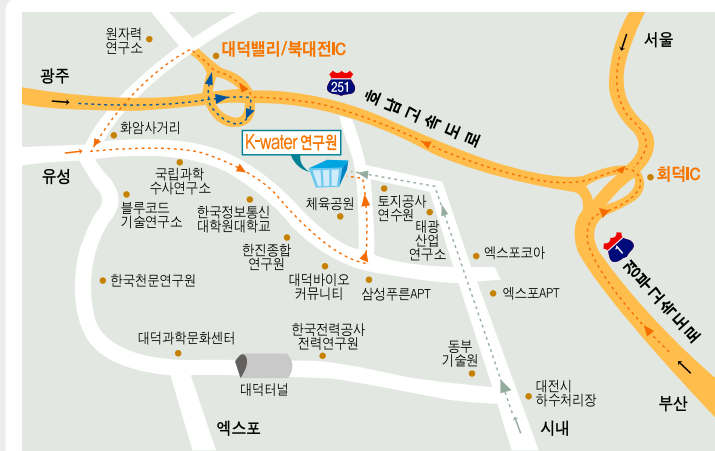 원자력
연구소
대덕밸리/북대전IC
서울
광주
251
호남고속도로
화암사거리
K-water 연구원
유성
국립과학
수사연구소
회덕IC
블루코드
기술연구소
한국정보통신
대학원대학교
체육공원
토지공사
연수원
태광
산업
연구소
한진종합
연구원
엑스포코아
1
경부고속도로
한국천문연구원
대덕바이오
커뮤니티
삼성푸른APT
엑스포APT
대덕과학문화센터
한국전력공사
전력연구원
동부
기술원
대덕터널
대전시
하수처리장
부산
엑스포
시내